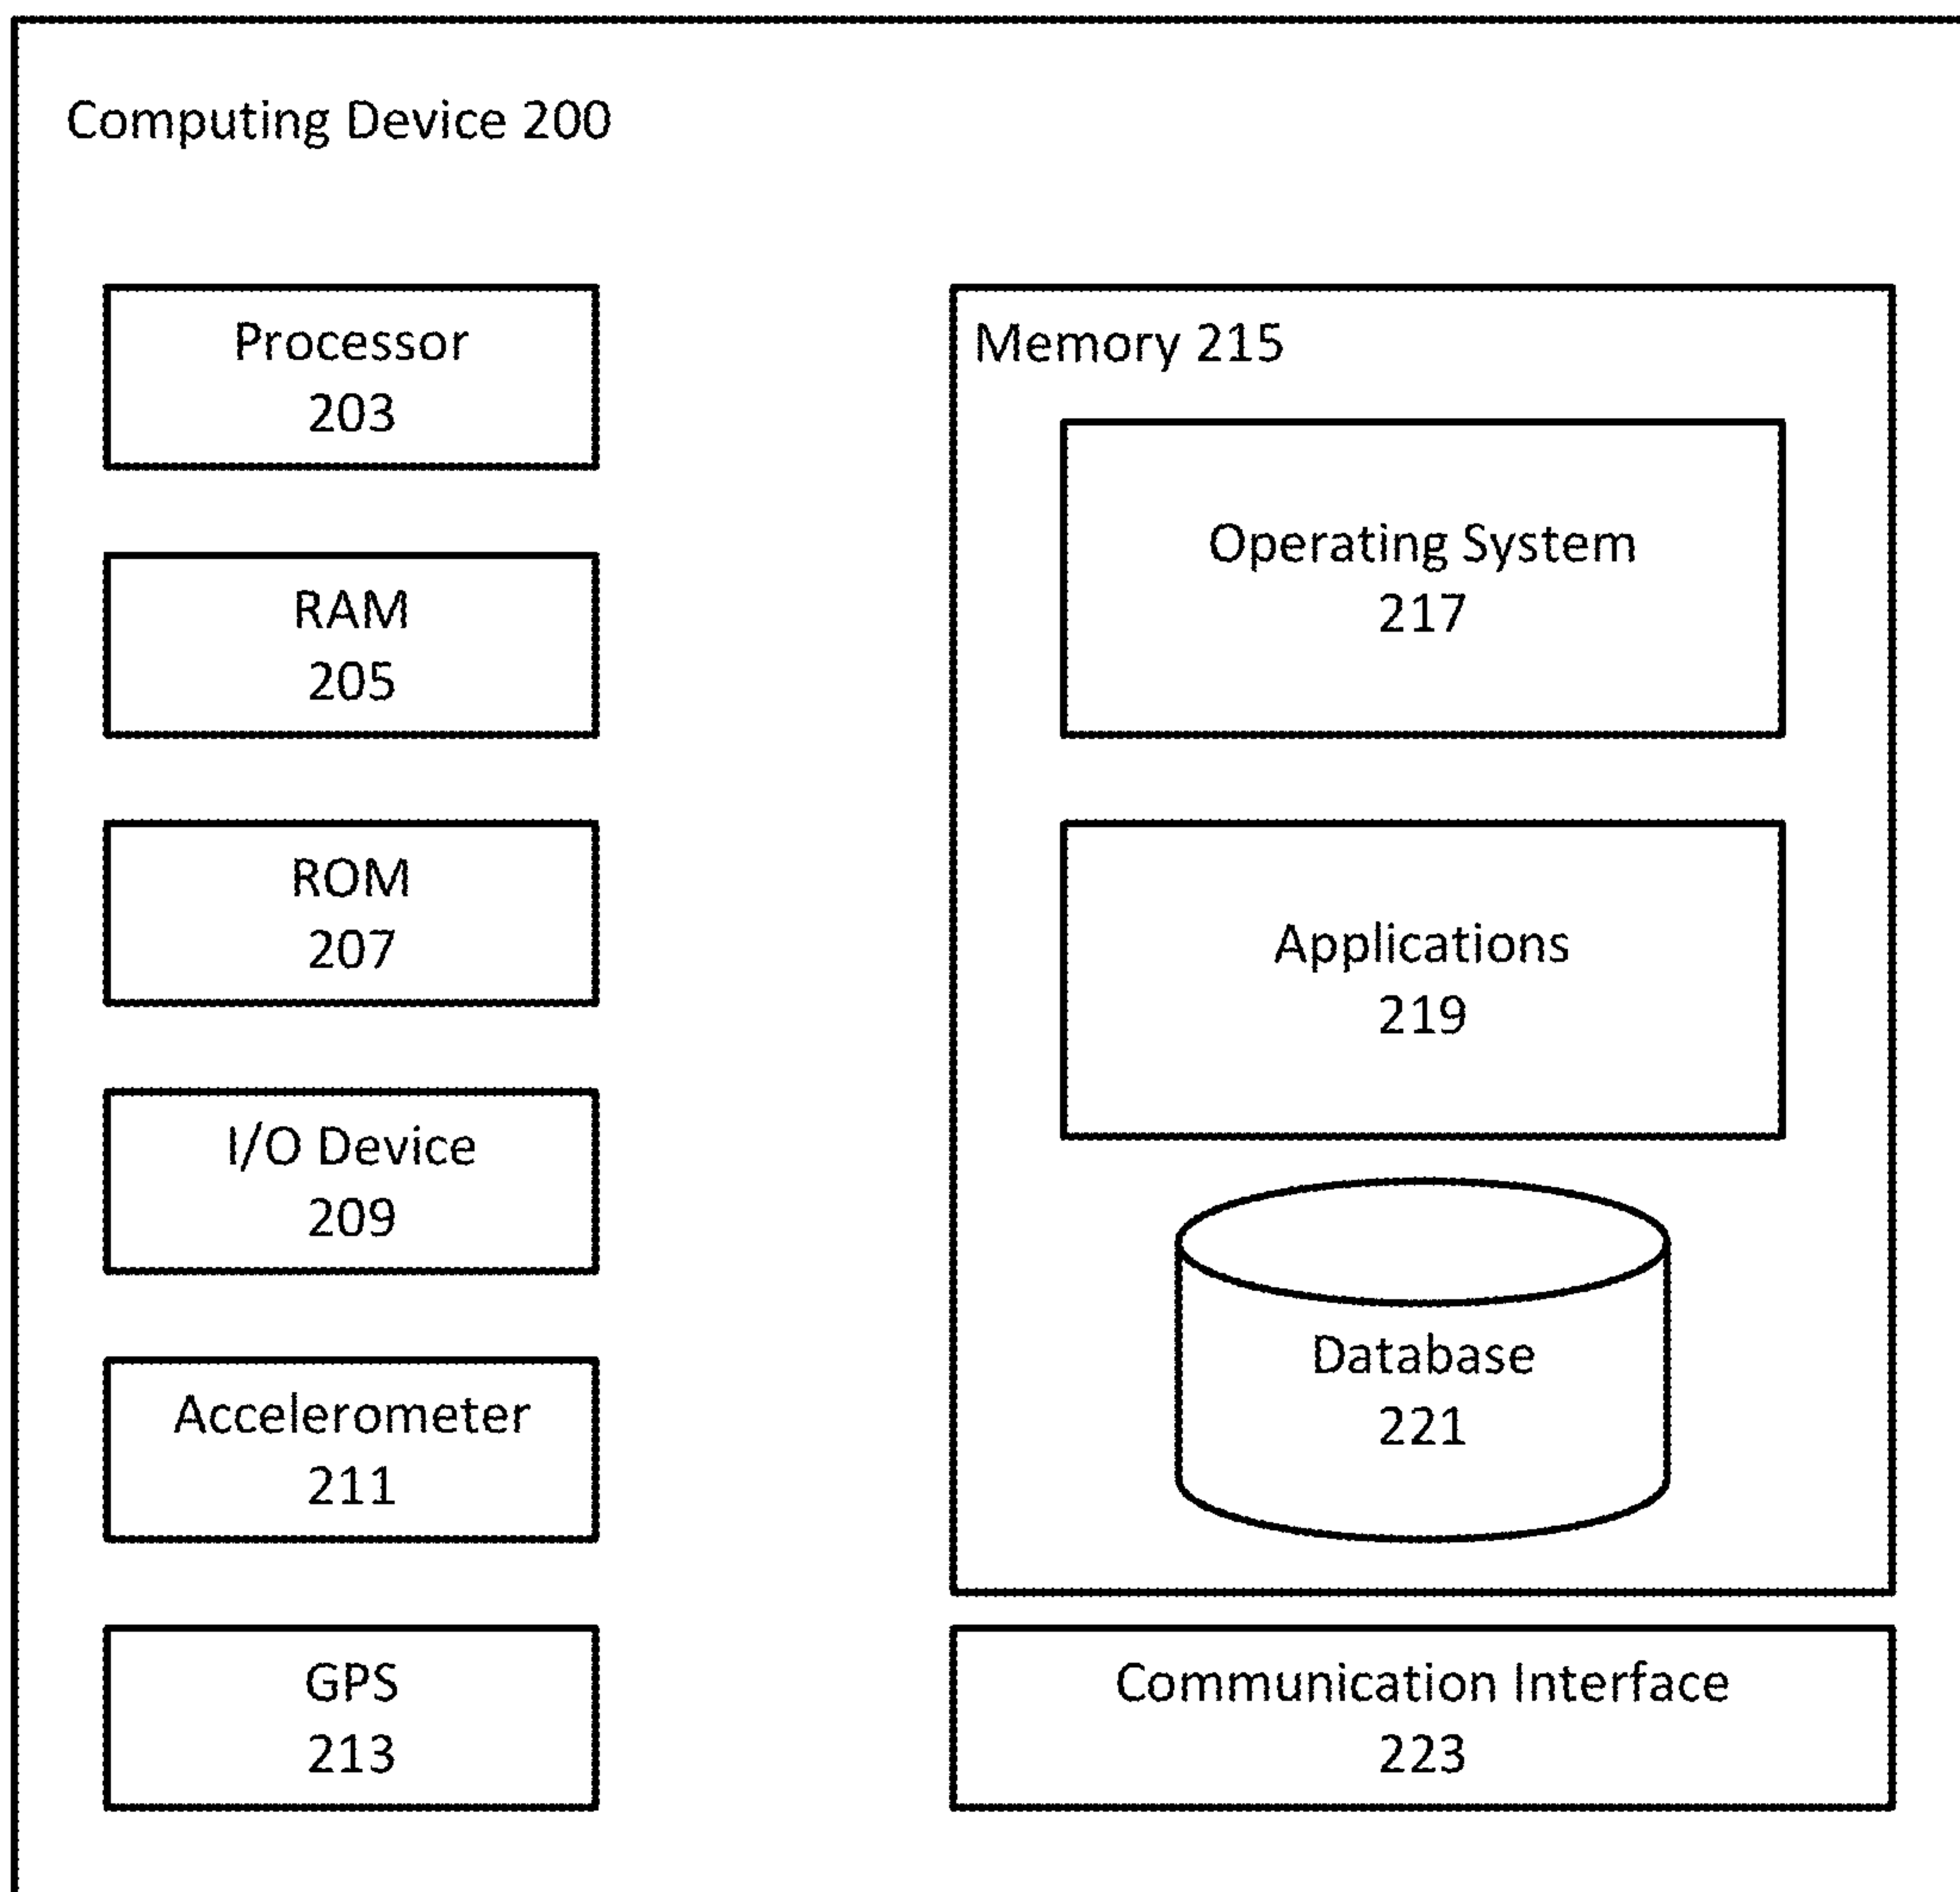 Computing Device 200
Processor
203
RAM
205
ROM
207
I/O Device
209
Accelerometer
211
GPS
213
Memory 215
Operating System
217
Applications
219
Database
221
Communication Interface
223